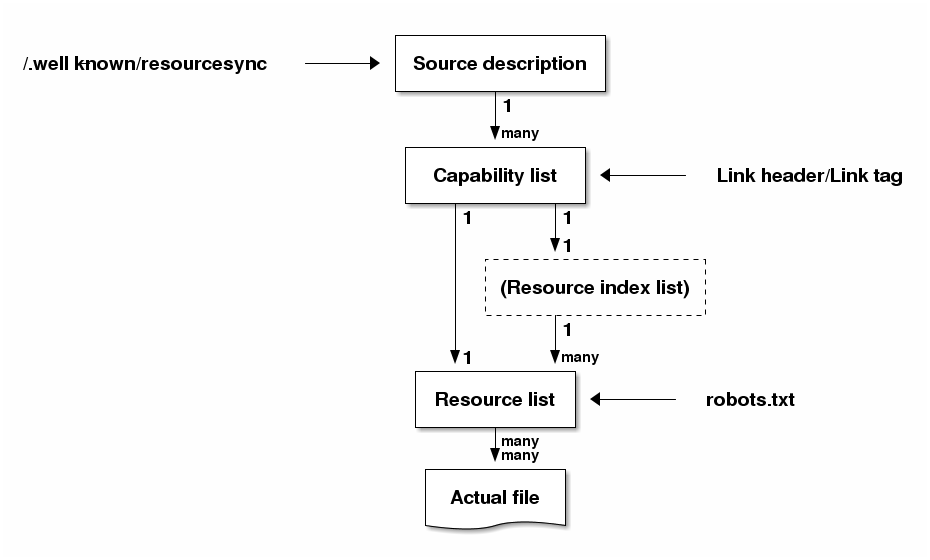 /.well known/resourcesync
Source description
1
many
Capability list
Link header/Link tag
1
1
1
(Resource index list)
1
1
many
Resource list
robots.txt
many
many
Actual file